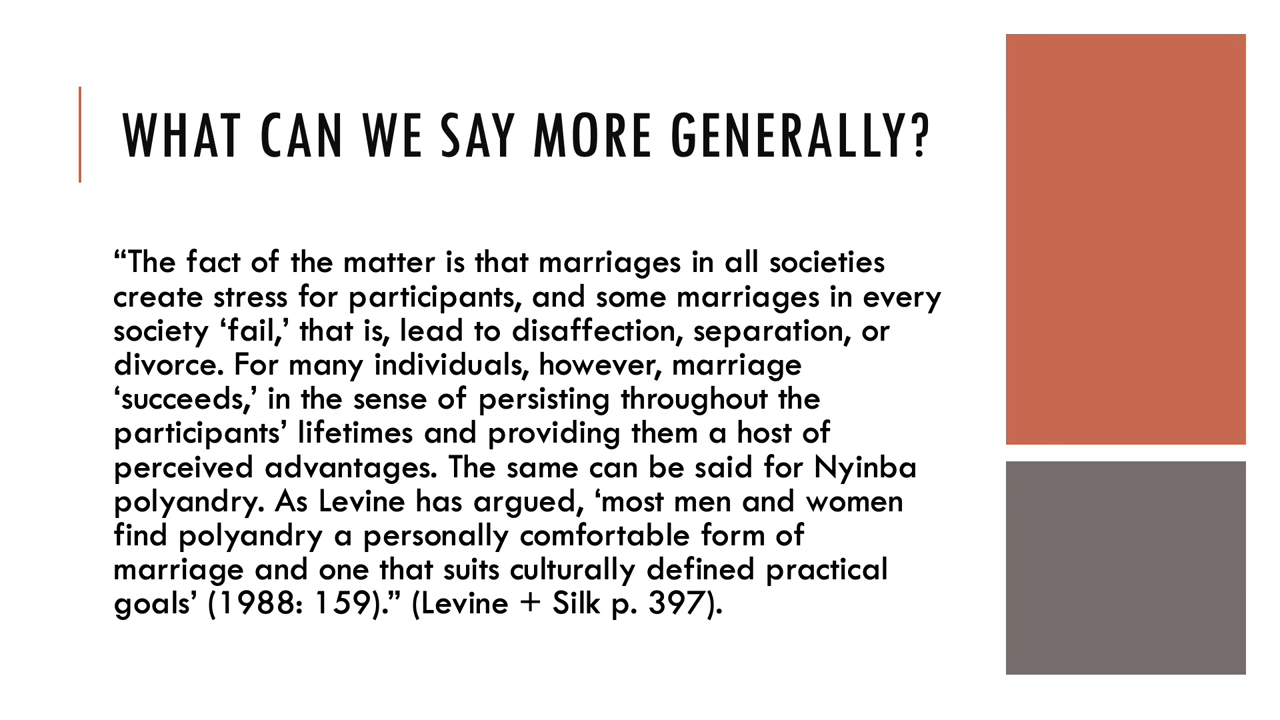 WHAT CAN WE SAY MORE GENERALLY?
“The fact of the matter is that marriages in all societies
create stress for participants, and some marriages in every
society ‘fail,’ that is, lead to disaffection, separation, or
divorce. For many individuals, however, marriage
‘succeeds,’ in the sense of persisting throughout the
participants’ lifetimes and providing them a host of
perceived advantages. The same can be said for Nyinba
polyandry. As Levine has argued, ‘most men and women
find polyandry a personally comfortable form of
marriage and one that suits culturally defined practical
goals’ (1988: 159).” (Levine + Silk p. 397).